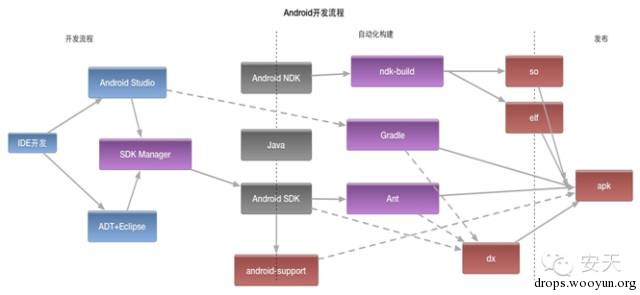 Android开发流程
开发流程
自动化构建
发布
Android NDK
ndk-build
so
Android Studio
elf
IDE开发
Java
Gradle
SDK Manager
apk
Android SDK
Ant
ADT+Eclipse
android-support
dx
安天
drops.wooyun.org